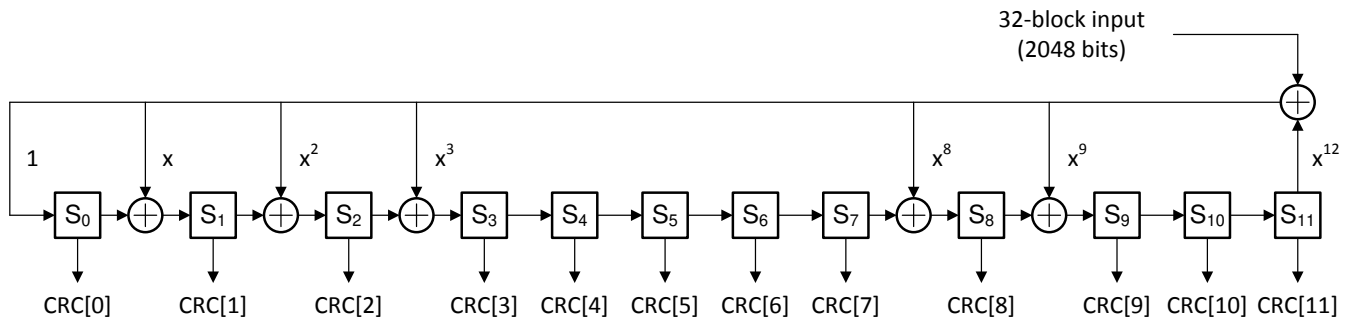 32-block input
(2048 bits)
1 x x² x³ x⁸ x⁹ x¹²
S₀ S₁ S₂ S₃ S₄ S₅ S₆ S₇ S₈ S₉ S₁₀ S₁₁
CRC[0] CRC[1] CRC[2] CRC[3] CRC[4] CRC[5] CRC[6] CRC[7] CRC[8] CRC[9] CRC[10] CRC[11]